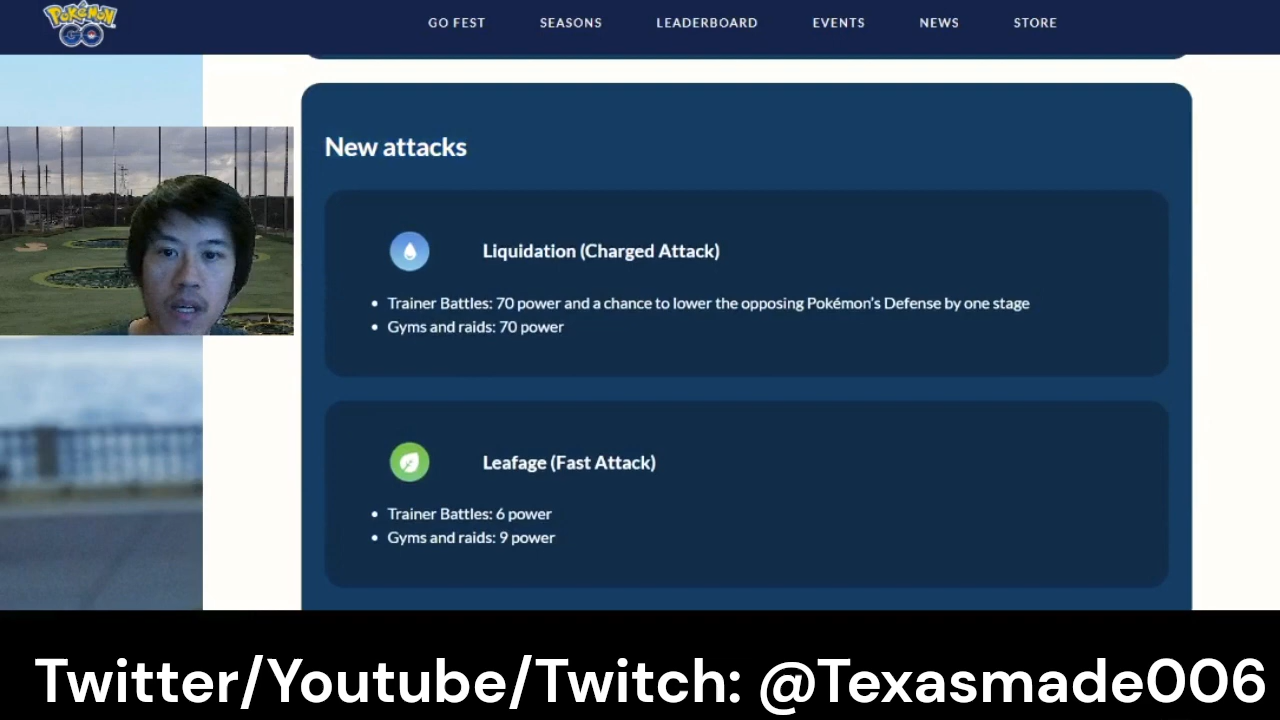 POKÉMON
GO
GO FEST SEASONS LEADERBOARD EVENTS NEWS STORE
New attacks
Liquidation (Charged Attack)
• Trainer Battles: 70 power and a chance to lower the opposing Pokémon's Defense by one stage
• Gyms and raids: 70 power
Leafage (Fast Attack)
• Trainer Battles: 6 power
• Gyms and raids: 9 power
Twitter/Youtube/Twitch: @Texasmade006